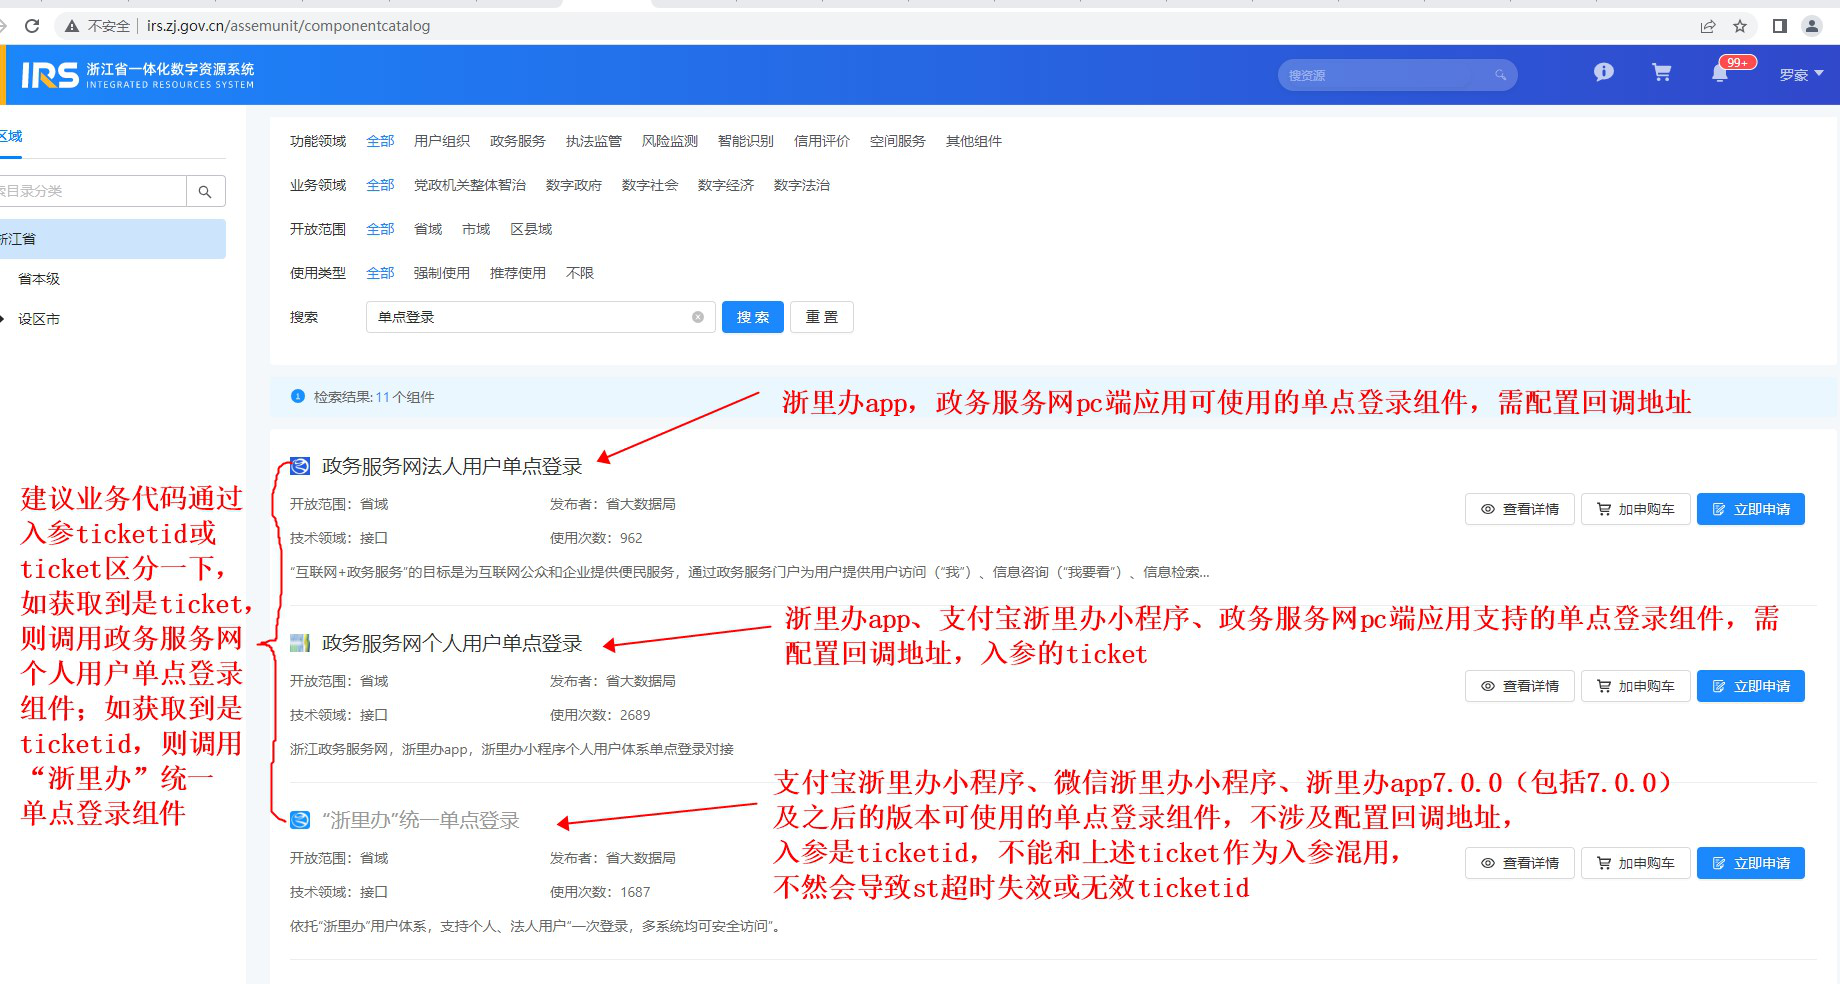 不安全 irs.zj.gov.cn/assemunit/componentcatalog
IRS 浙江省一体化数字资源系统
INTEGRATED RESOURCES SYSTEM
搜资源
99+
罗豪
区域
索目录分类
浙江省
省本级
设区市
功能领域 全部 用户组织 政务服务 执法监管 风险监测 智能识别 信用评价 空间服务 其他组件
业务领域 全部 党政机关整体智治 数字政府 数字社会 数字经济 数字法治
开放范围 全部 省域 市域 区县域
使用类型 全部 强制使用 推荐使用 不限
搜索 单点登录 搜 索 重 置
检索结果: 11 个组件
浙里办app，政务服务网pc端应用可使用的单点登录组件，需配置回调地址
政务服务网法人用户单点登录
开放范围：省域 发布者：省大数据局
查看详情 加申购车 立即申请
技术领域：接口 使用次数：962
“互联网+政务服务”的目标是为互联网公众和企业提供便民服务，通过政务服务门户为用户提供用户访问（“我”）、信息咨询（“我要看”）、信息检索...
浙里办app、支付宝浙里办小程序、政务服务网pc端应用支持的单点登录组件，需
配置回调地址，入参的ticket
政务服务网个人用户单点登录
开放范围：省域 发布者：省大数据局
查看详情 加申购车 立即申请
技术领域：接口 使用次数：2689
浙江政务服务网，浙里办app，浙里办小程序个人用户体系单点登录对接
支付宝浙里办小程序、微信浙里办小程序、浙里办app7.0.0（包括7.0.0）
及之后的版本可使用的单点登录组件，不涉及配置回调地址，
入参是ticketid，不能和上述ticket作为入参混用，
不然会导致st超时失效或无效ticketid
“浙里办”统一单点登录
开放范围：省域 发布者：省大数据局
查看详情 加申购车 立即申请
技术领域：接口 使用次数：1687
依托“浙里办”用户体系，支持个人、法人用户“一次登录，多系统均可安全访问”。
建议业务代码通过
入参ticketid或
ticket区分一下，
如获取到是ticket，
则调用政务服务网
个人用户单点登录
组件；如获取到是
ticketid，则调用
“浙里办”统一
单点登录组件